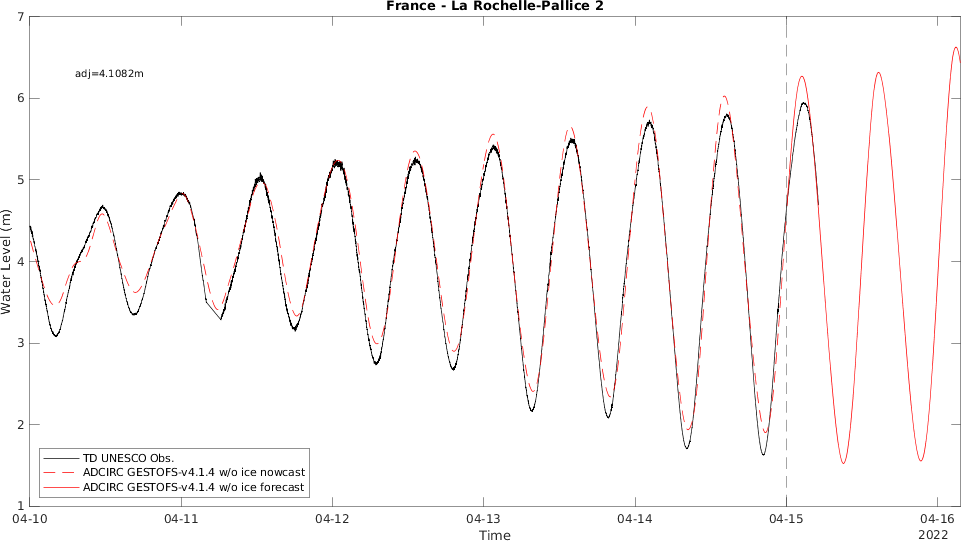 France - La Rochelle-Pallice 2
7
6
5
4
3
2
1
Water Level (m)
adj=4.1082m
TD UNESCO Obs.
ADCIRC GESTOFS-v4.1.4 w/o ice nowcast
ADCIRC GESTOFS-v4.1.4 w/o ice forecast
04-10 04-11 04-12 04-13 04-14 04-15 04-16
Time
2022